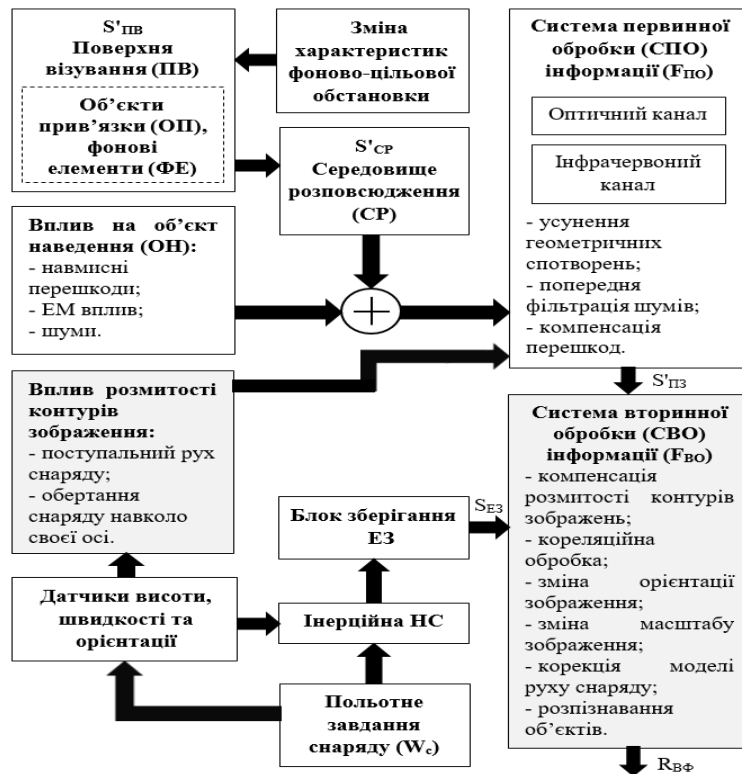 S'ПВ
Поверхня
візування (ПВ)
Об’єкти
прив’язки (ОП),
фонові
елементи (ФЕ)
Зміна
характеристик
фоново-цільової
обстановки
S'СР
Середовище
розповсюдження
(СР)
Вплив на об’єкт
наведення (ОН):
- навмисні
перешкоди;
- ЕМ вплив;
- шуми.
Система первинної
обробки (СПО)
інформації (FПО)
Оптичний канал
Інфрачервоний
канал
- усунення
геометричних
спотворень;
- попередня
фільтрація шумів;
- компенсація
перешкод.
S'ПЗ
Вплив розмитості
контурів
зображення:
- поступальний рух
снаряду;
- обертання
снаряду навколо
своєї осі.
Блок зберігання
ЕЗ
SЕЗ
Система вторинної
обробки (СВО)
інформації (FВО)
- компенсація
розмитості контурів
зображень;
- кореляційна
обробка;
- зміна орієнтації
зображення;
- зміна масштабу
зображення;
- корекція моделі
руху снаряду;
- розпізнавання
об’єктів.
Датчики висоти,
швидкості та
орієнтації
Інерційна НС
Польотне
завдання
снаряду (Wc)
RВФ